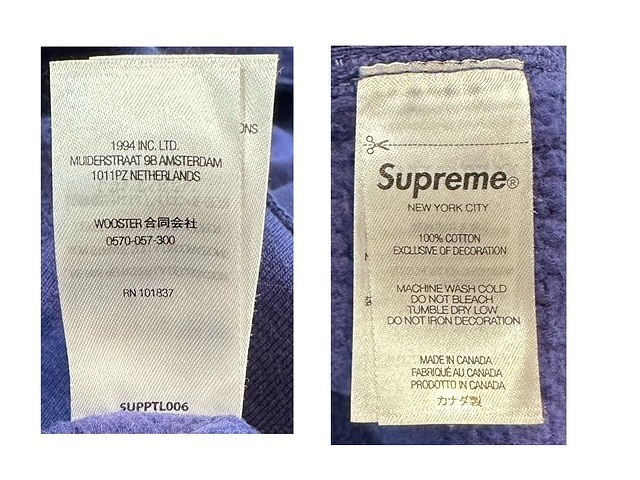 ONS
1994 INC. LTD.
MUIDERSTRAAT 9B AMSTERDAM
1011PZ NETHERLANDS
WOOSTER 合同会社
0570-057-300
RN 101837
SUPPTL006
Supreme®
NEW YORK CITY
100% COTTON
EXCLUSIVE OF DECORATION
MACHINE WASH COLD
DO NOT BLEACH
TUMBLE DRY LOW
DO NOT IRON DECORATION
MADE IN CANADA
FABRIQUÉ AU CANADA
PRODOTTO IN CANADA
カナダ製